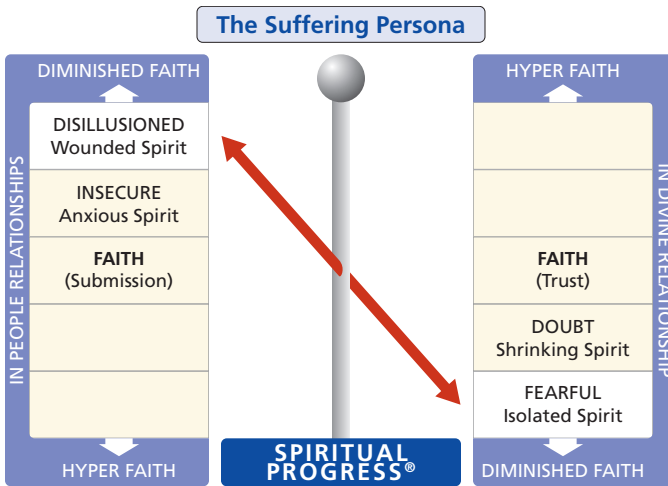 The Suffering Persona
IN PEOPLE RELATIONSHIPS
DIMINISHED FAITH
DISILLUSIONED
Wounded Spirit
INSECURE
Anxious Spirit
FAITH
(Submission)
HYPER FAITH
SPIRITUAL
PROGRESS®
HYPER FAITH
FAITH
(Trust)
DOUBT
Shrinking Spirit
FEARFUL
Isolated Spirit
DIMINISHED FAITH
IN DIVINE RELATIONSHIP